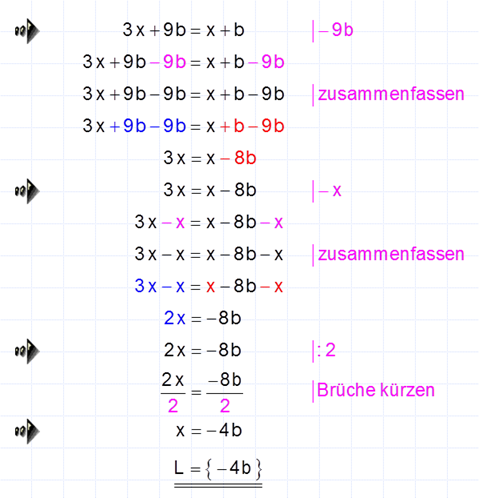 3x + 9b = x + b |− 9b
3x + 9b − 9b = x + b − 9b
3x + 9b − 9b = x + b − 9b |zusammenfassen
3x + 9b − 9b = x + b − 9b
3x = x − 8b
3x = x − 8b |− x
3x − x = x − 8b − x
3x − x = x − 8b − x |zusammenfassen
3x − x = x − 8b − x
2x = −8b
2x = −8b |: 2
2x/2 = −8b/2 |Brüche kürzen
x = −4b
L = {−4b}